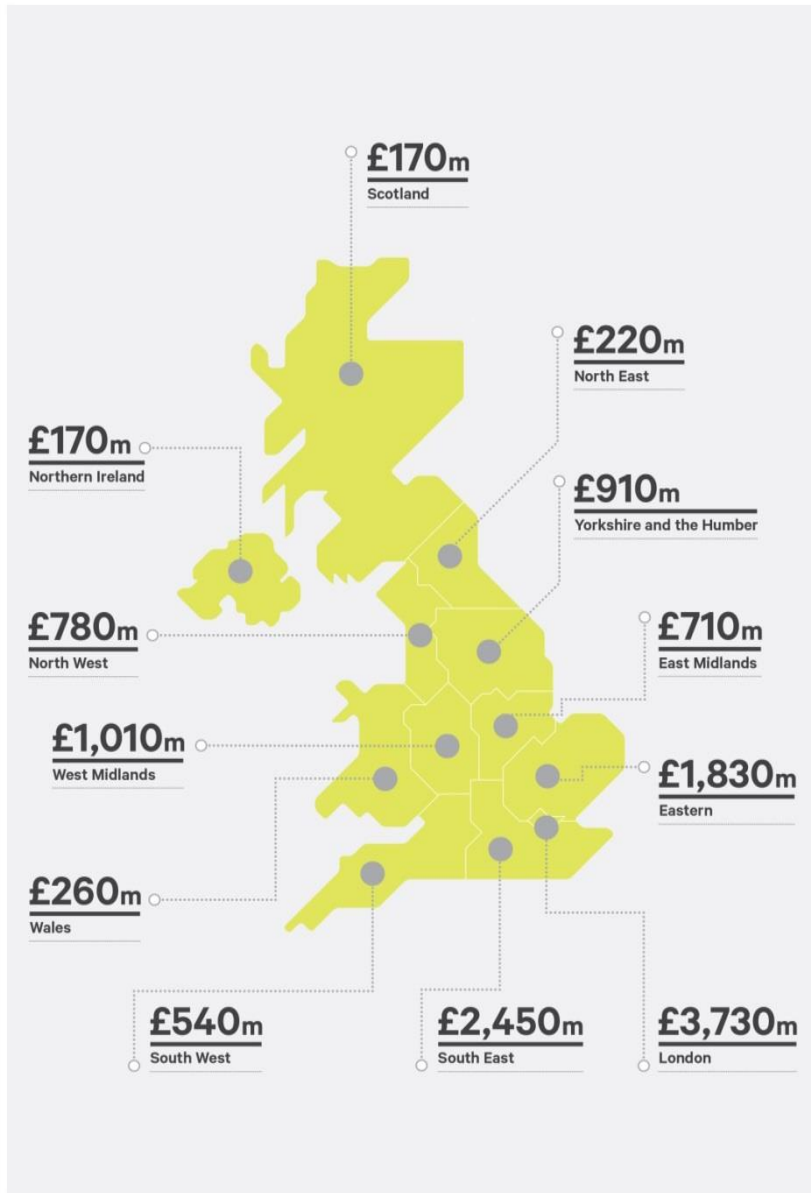 £170m
Scotland
£220m
North East
£170m
Northern Ireland
£910m
Yorkshire and the Humber
£780m
North West
£710m
East Midlands
£1,010m
West Midlands
£1,830m
Eastern
£260m
Wales
£540m
South West
£2,450m
South East
£3,730m
London